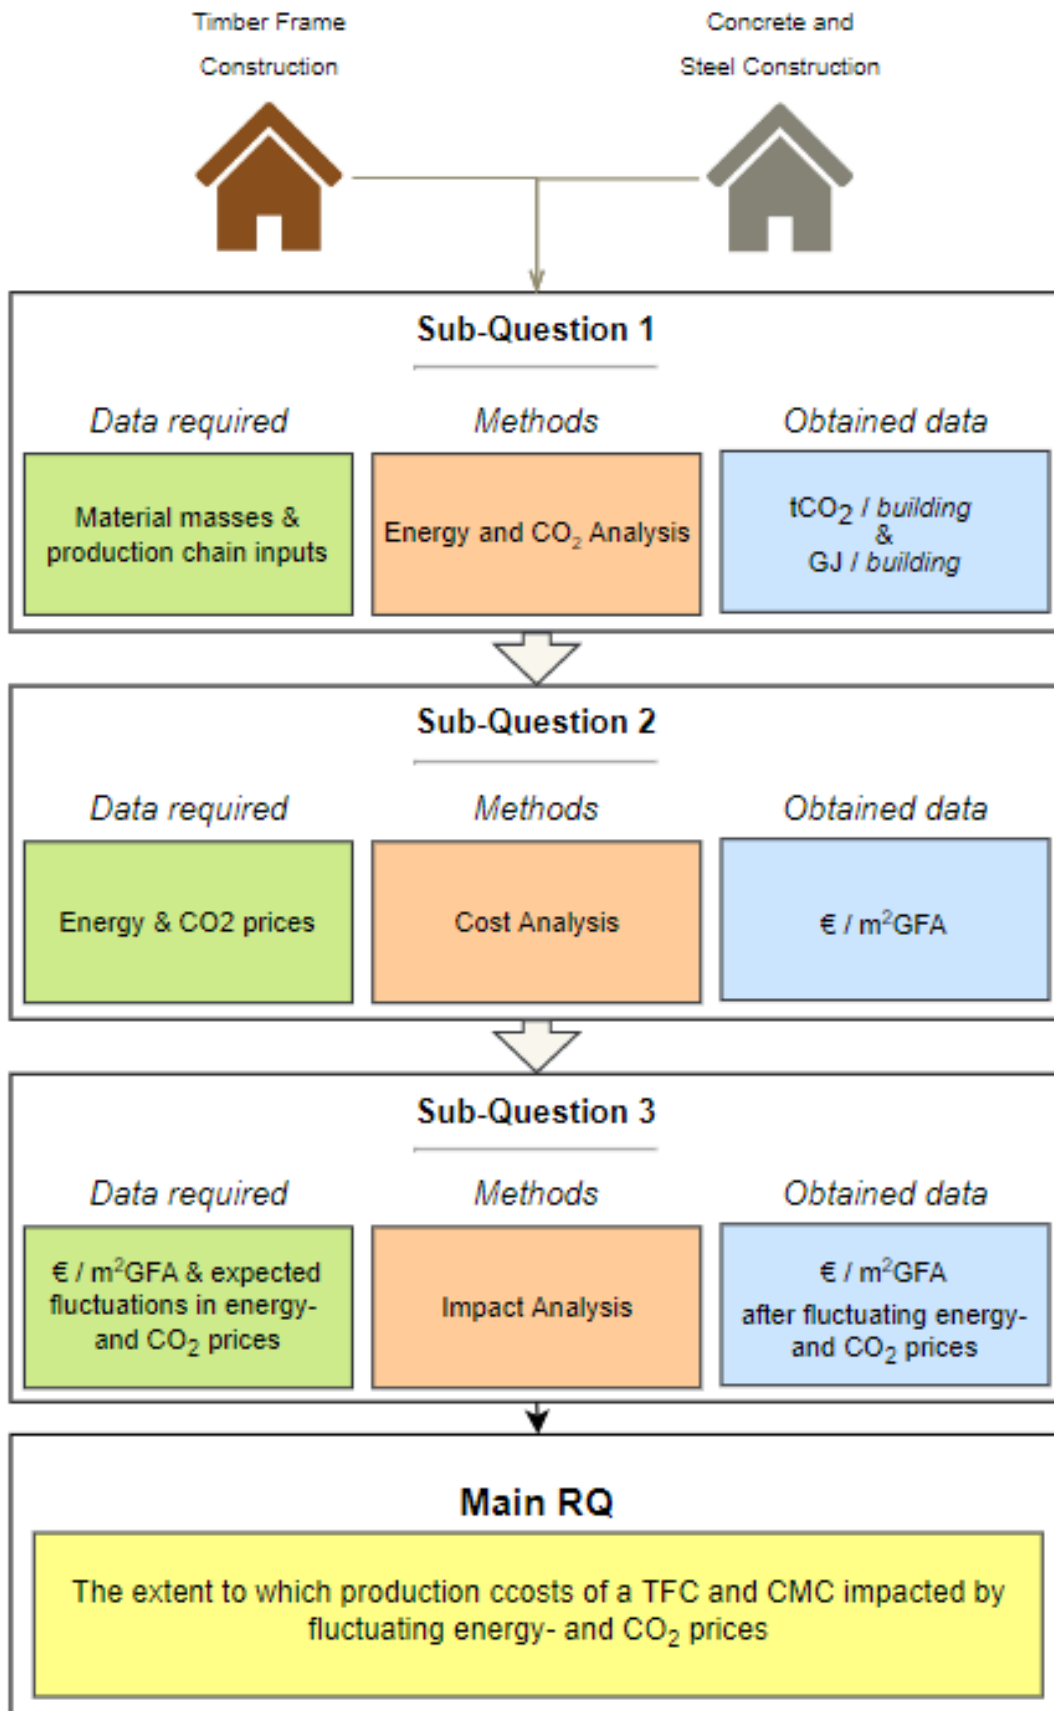 Timber Frame
Construction
Concrete and
Steel Construction
Sub-Question 1
Data required
Methods
Obtained data
Material masses &
production chain inputs
Energy and CO₂ Analysis
tCO₂ / building
&
GJ / building
Sub-Question 2
Data required
Methods
Obtained data
Energy & CO2 prices
Cost Analysis
€ / m²GFA
Sub-Question 3
Data required
Methods
Obtained data
€ / m²GFA & expected
fluctuations in energy-
and CO₂ prices
Impact Analysis
€ / m²GFA
after fluctuating energy-
and CO₂ prices
Main RQ
The extent to which production ccosts of a TFC and CMC impacted by
fluctuating energy- and CO₂ prices